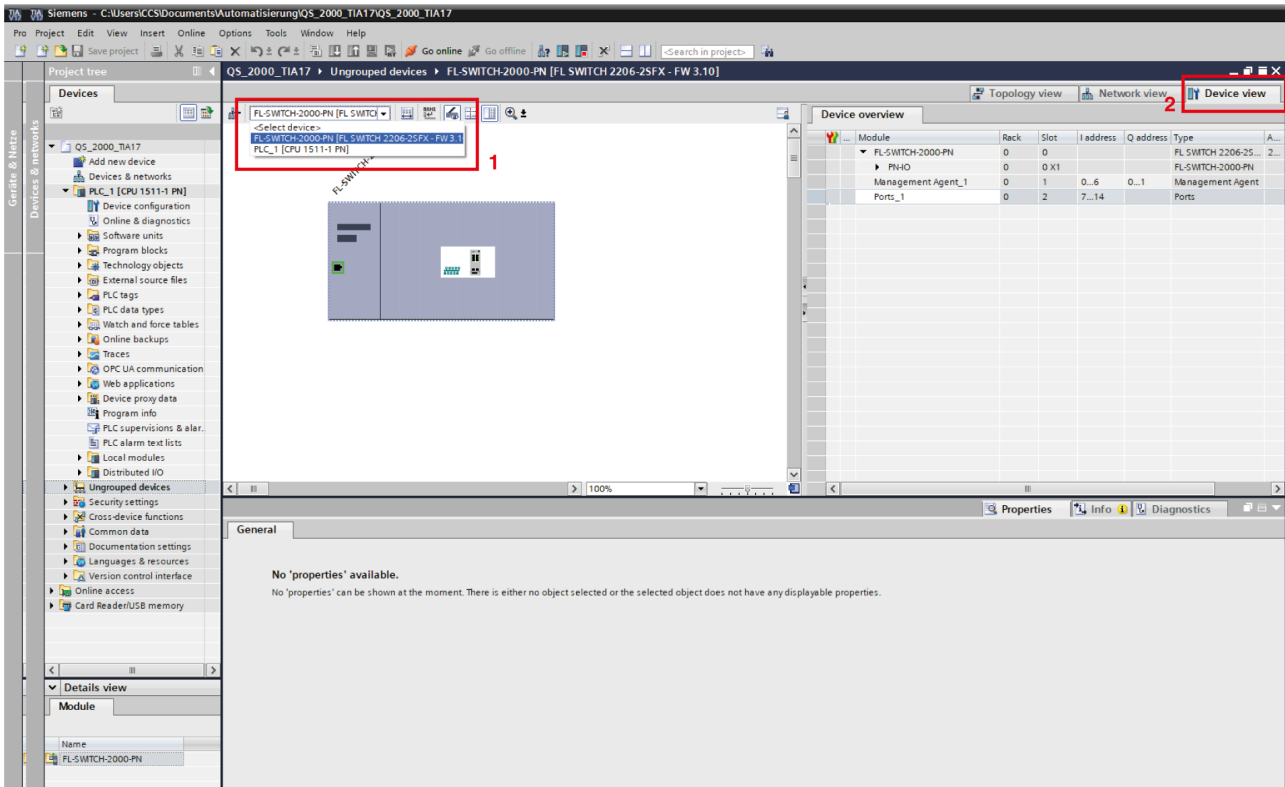 Siemens - C:\Users\CCS\Documents\Automatisierung\QS_2000_TIA17\QS_2000_TIA17
Pro Project Edit View Insert Online Options Tools Window Help
Save project Go online Go offline <Search in project>
Project tree
QS_2000_TIA17 ▸ Ungrouped devices ▸ FL-SWITCH-2000-PN [FL SWITCH 2206-2SFX - FW 3.10]
Devices
Topology view Network view Device view
2
Geräte & Netze
Devices & networks
QS_2000_TIA17
Add new device
Devices & networks
PLC_1 [CPU 1511-1 PN]
Device configuration
Online & diagnostics
Software units
Program blocks
Technology objects
External source files
PLC tags
PLC data types
Watch and force tables
Online backups
Traces
OPC UA communication
Web applications
Device proxy data
Program info
PLC supervisions & alar..
PLC alarm text lists
Local modules
Distributed I/O
Ungrouped devices
Security settings
Cross-device functions
Common data
Documentation settings
Languages & resources
Version control interface
Online access
Card Reader/USB memory
Details view
Module
Name
FL-SWITCH-2000-PN
FL-SWITCH-2000-PN [FL SWITCH
<Select device>
FL-SWITCH-2000-PN [FL SWITCH 2206-2SFX - FW 3.1
PLC_1 [CPU 1511-1 PN]
1
FL-SWITCH-
100%
Device overview
... Module Rack Slot I address Q address Type A...
FL-SWITCH-2000-PN 0 0 FL SWITCH 2206-2S... 2...
PN-IO 0 0 X1 FL-SWITCH-2000-PN
Management Agent_1 0 1 0...6 0...1 Management Agent
Ports_1 0 2 7...14 Ports
Properties Info Diagnostics
General
No 'properties' available.
No 'properties' can be shown at the moment. There is either no object selected or the selected object does not have any displayable properties.